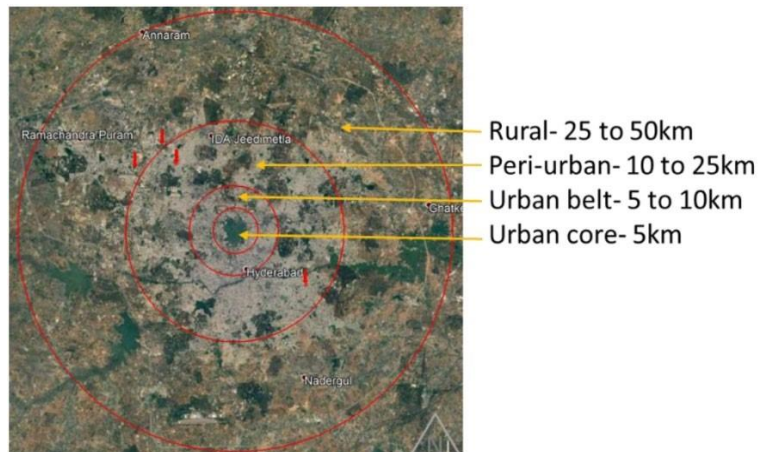 Annaram
Ramachandra Puram
IDA Jeedimetla
Ghatke
Hyderabad
Nadergul
N
Rural- 25 to 50km
Peri-urban- 10 to 25km
Urban belt- 5 to 10km
Urban core- 5km